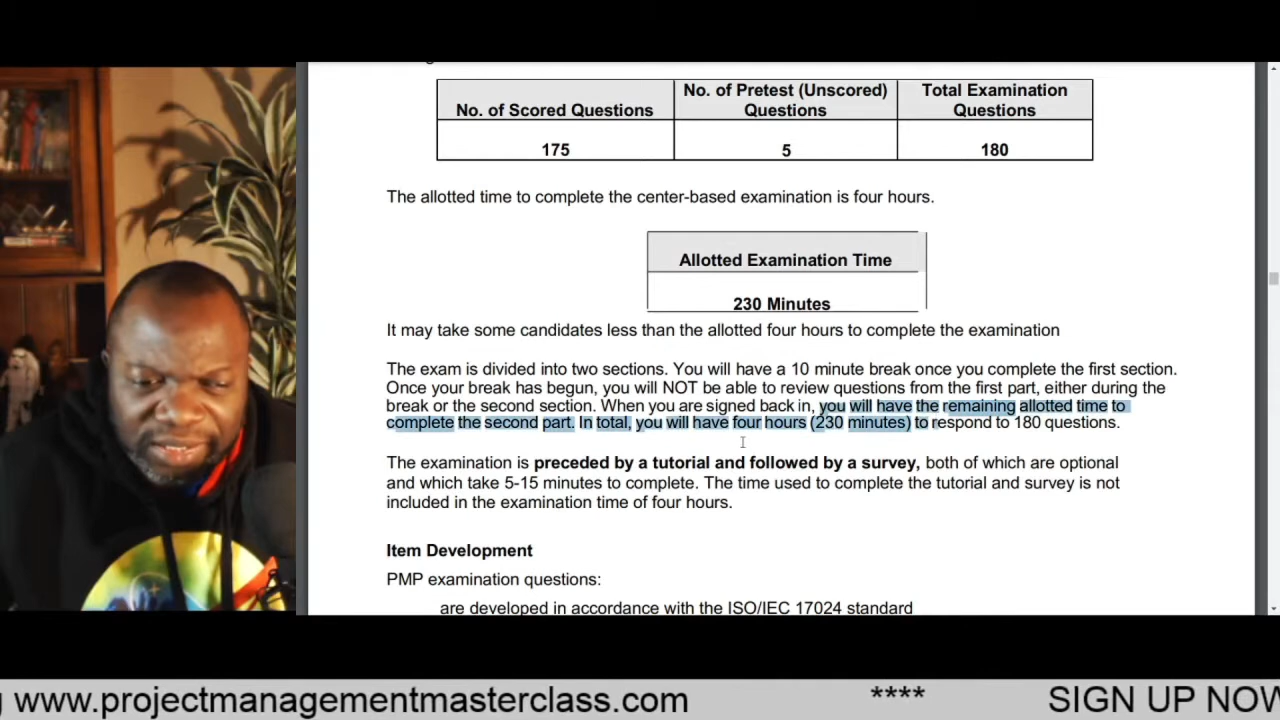 No. of Scored Questions
No. of Pretest (Unscored)
Questions
Total Examination
Questions
175
5
180
The allotted time to complete the center-based examination is four hours.
Allotted Examination Time
230 Minutes
It may take some candidates less than the allotted four hours to complete the examination
The exam is divided into two sections. You will have a 10 minute break once you complete the first section.
Once your break has begun, you will NOT be able to review questions from the first part, either during the
break or the second section. When you are signed back in, you will have the remaining allotted time to
complete the second part. In total, you will have four hours (230 minutes) to respond to 180 questions.
The examination is preceded by a tutorial and followed by a survey, both of which are optional
and which take 5-15 minutes to complete. The time used to complete the tutorial and survey is not
included in the examination time of four hours.
Item Development
PMP examination questions:
are developed in accordance with the ISO/IEC 17024 standard
www.projectmanagementmasterclass.com **** SIGN UP NOW